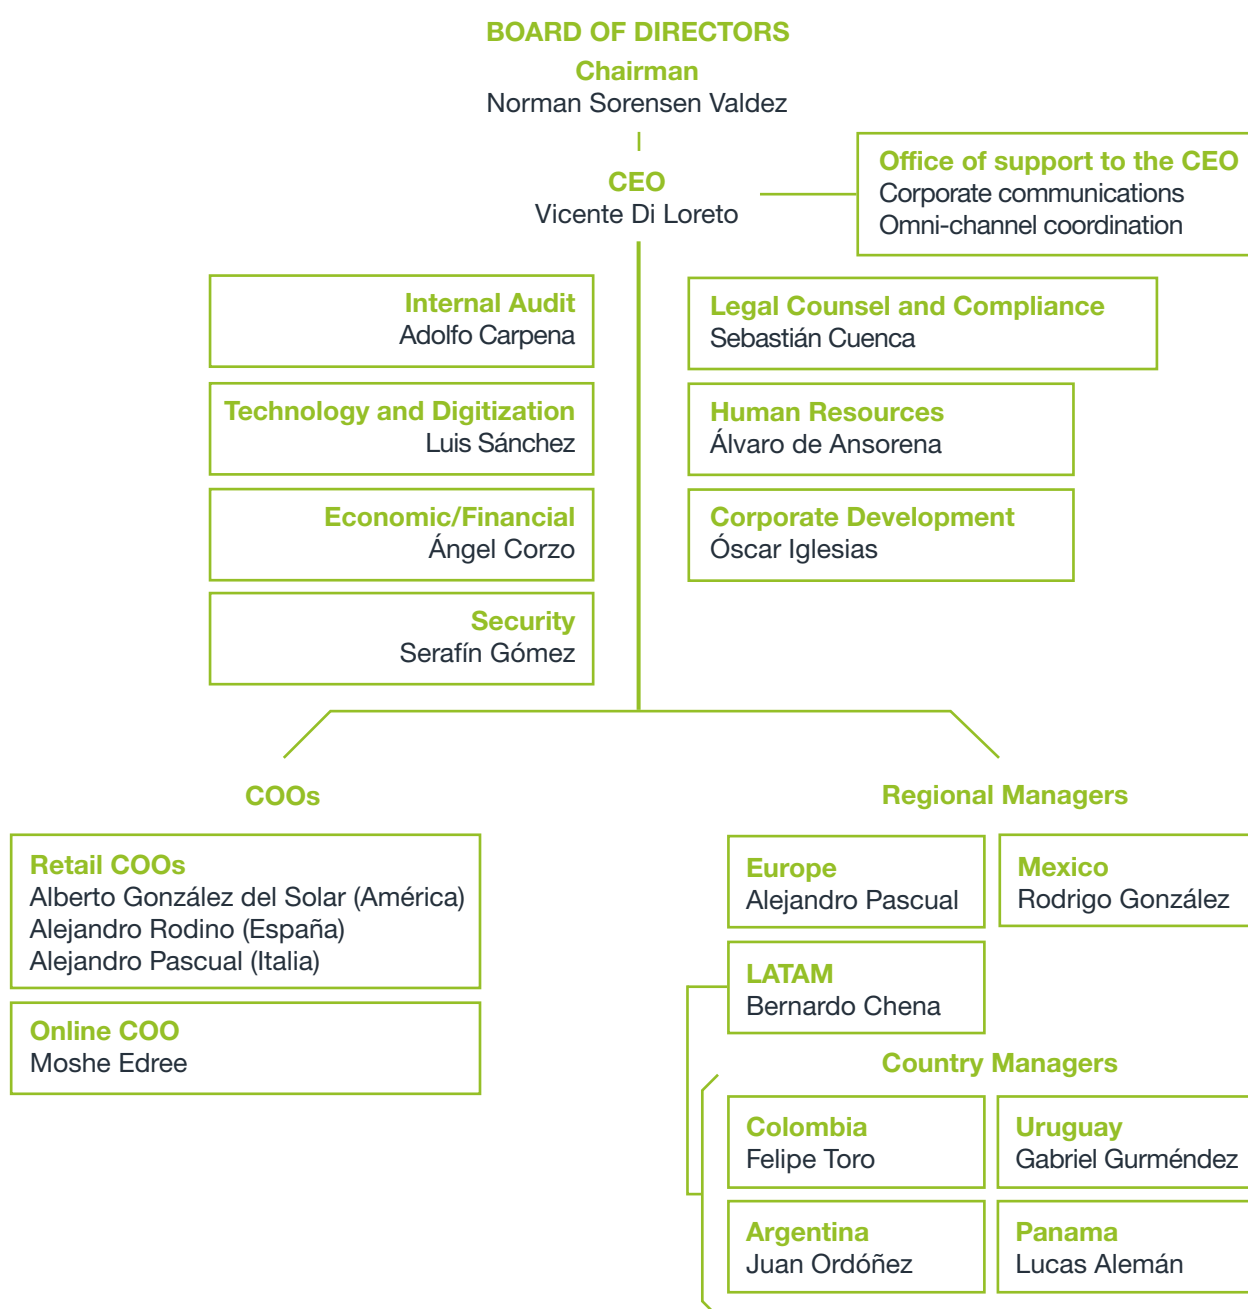 BOARD OF DIRECTORS
Chairman
Norman Sorensen Valdez
CEO
Vicente Di Loreto
Office of support to the CEO
Corporate communications
Omni-channel coordination
Internal Audit
Adolfo Carpena
Legal Counsel and Compliance
Sebastián Cuenca
Technology and Digitization
Luis Sánchez
Human Resources
Álvaro de Ansorena
Economic/Financial
Ángel Corzo
Corporate Development
Óscar Iglesias
Security
Serafín Gómez
COOs
Retail COOs
Alberto González del Solar (América)
Alejandro Rodino (España)
Alejandro Pascual (Italia)
Online COO
Moshe Edree
Regional Managers
Europe
Alejandro Pascual
Mexico
Rodrigo González
LATAM
Bernardo Chena
Country Managers
Colombia
Felipe Toro
Uruguay
Gabriel Gurméndez
Argentina
Juan Ordóñez
Panama
Lucas Alemán